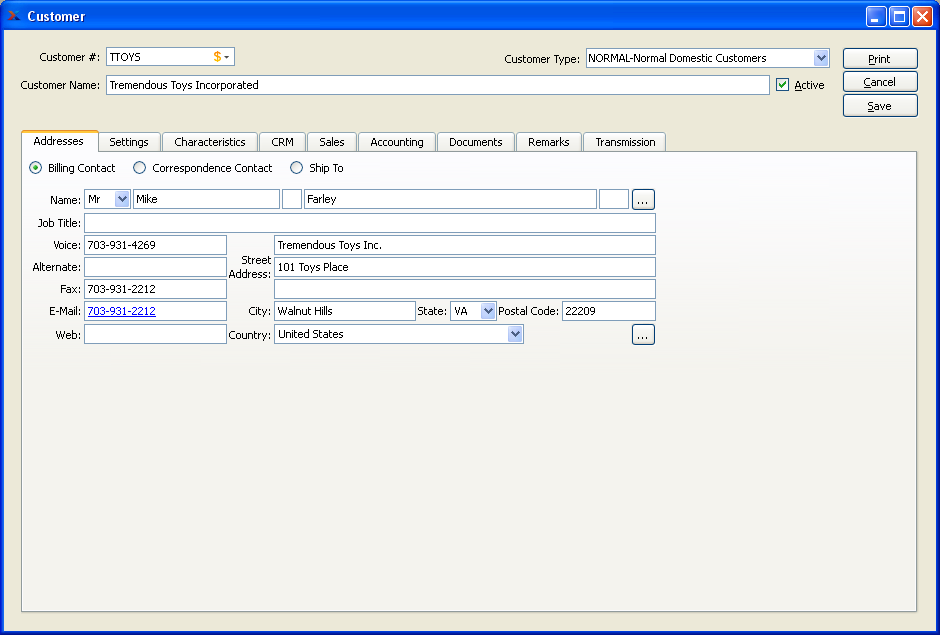 Customer
Customer #: TTOYS $
Customer Type: NORMAL-Normal Domestic Customers
Print
Customer Name: Tremendous Toys Incorporated
Active
Cancel
Save
Addresses Settings Characteristics CRM Sales Accounting Documents Remarks Transmission
Billing Contact Correspondence Contact Ship To
Name: Mr Mike Farley ...
Job Title:
Voice: 703-931-4269 Tremendous Toys Inc.
Alternate: Street Address: 101 Toys Place
Fax: 703-931-2212
E-Mail: 703-931-2212 City: Walnut Hills State: VA Postal Code: 22209
Web: Country: United States ...